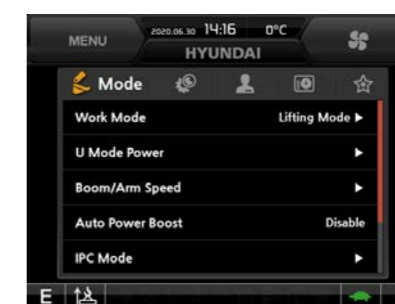 MENU
2020.06.30 14:16 0°C
HYUNDAI
Mode
Work Mode Lifting Mode ▶
U Mode Power ▶
Boom/Arm Speed ▶
Auto Power Boost Disable
IPC Mode ▶
E